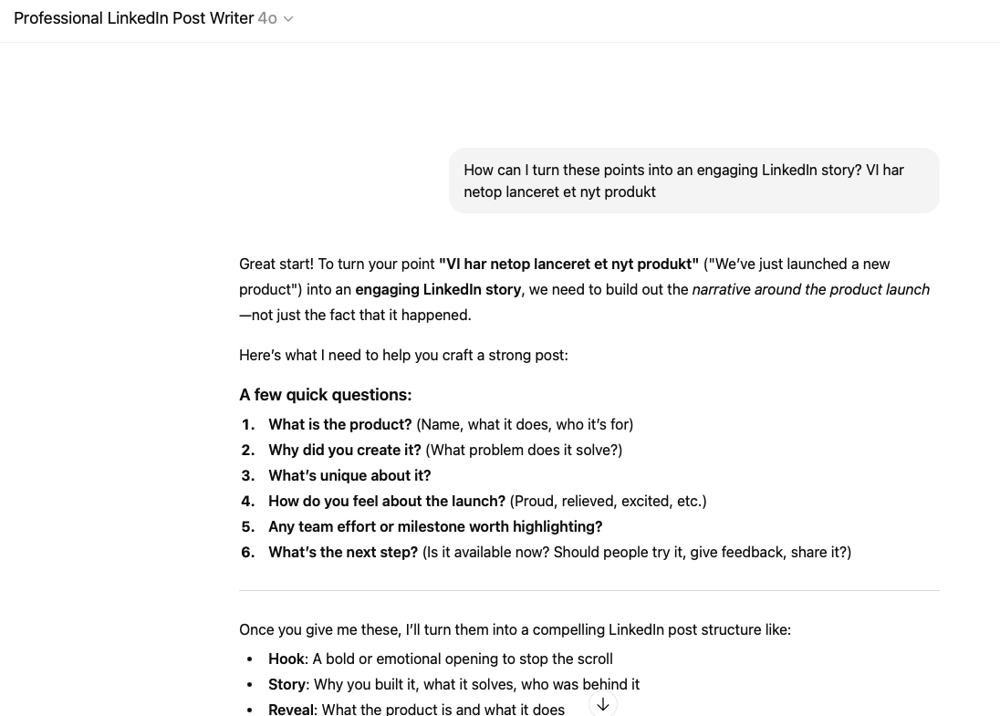 Professional LinkedIn Post Writer 4o
How can I turn these points into an engaging LinkedIn story? VI har
netop lanceret et nyt produkt
Great start! To turn your point "VI har netop lanceret et nyt produkt" ("We’ve just launched a new
product") into an engaging LinkedIn story, we need to build out the narrative around the product launch
—not just the fact that it happened.
Here’s what I need to help you craft a strong post:
A few quick questions:
1. What is the product? (Name, what it does, who it’s for)
2. Why did you create it? (What problem does it solve?)
3. What’s unique about it?
4. How do you feel about the launch? (Proud, relieved, excited, etc.)
5. Any team effort or milestone worth highlighting?
6. What’s the next step? (Is it available now? Should people try it, give feedback, share it?)
Once you give me these, I’ll turn them into a compelling LinkedIn post structure like:
• Hook: A bold or emotional opening to stop the scroll
• Story: Why you built it, what it solves, who was behind it
• Reveal: What the product is and what it does